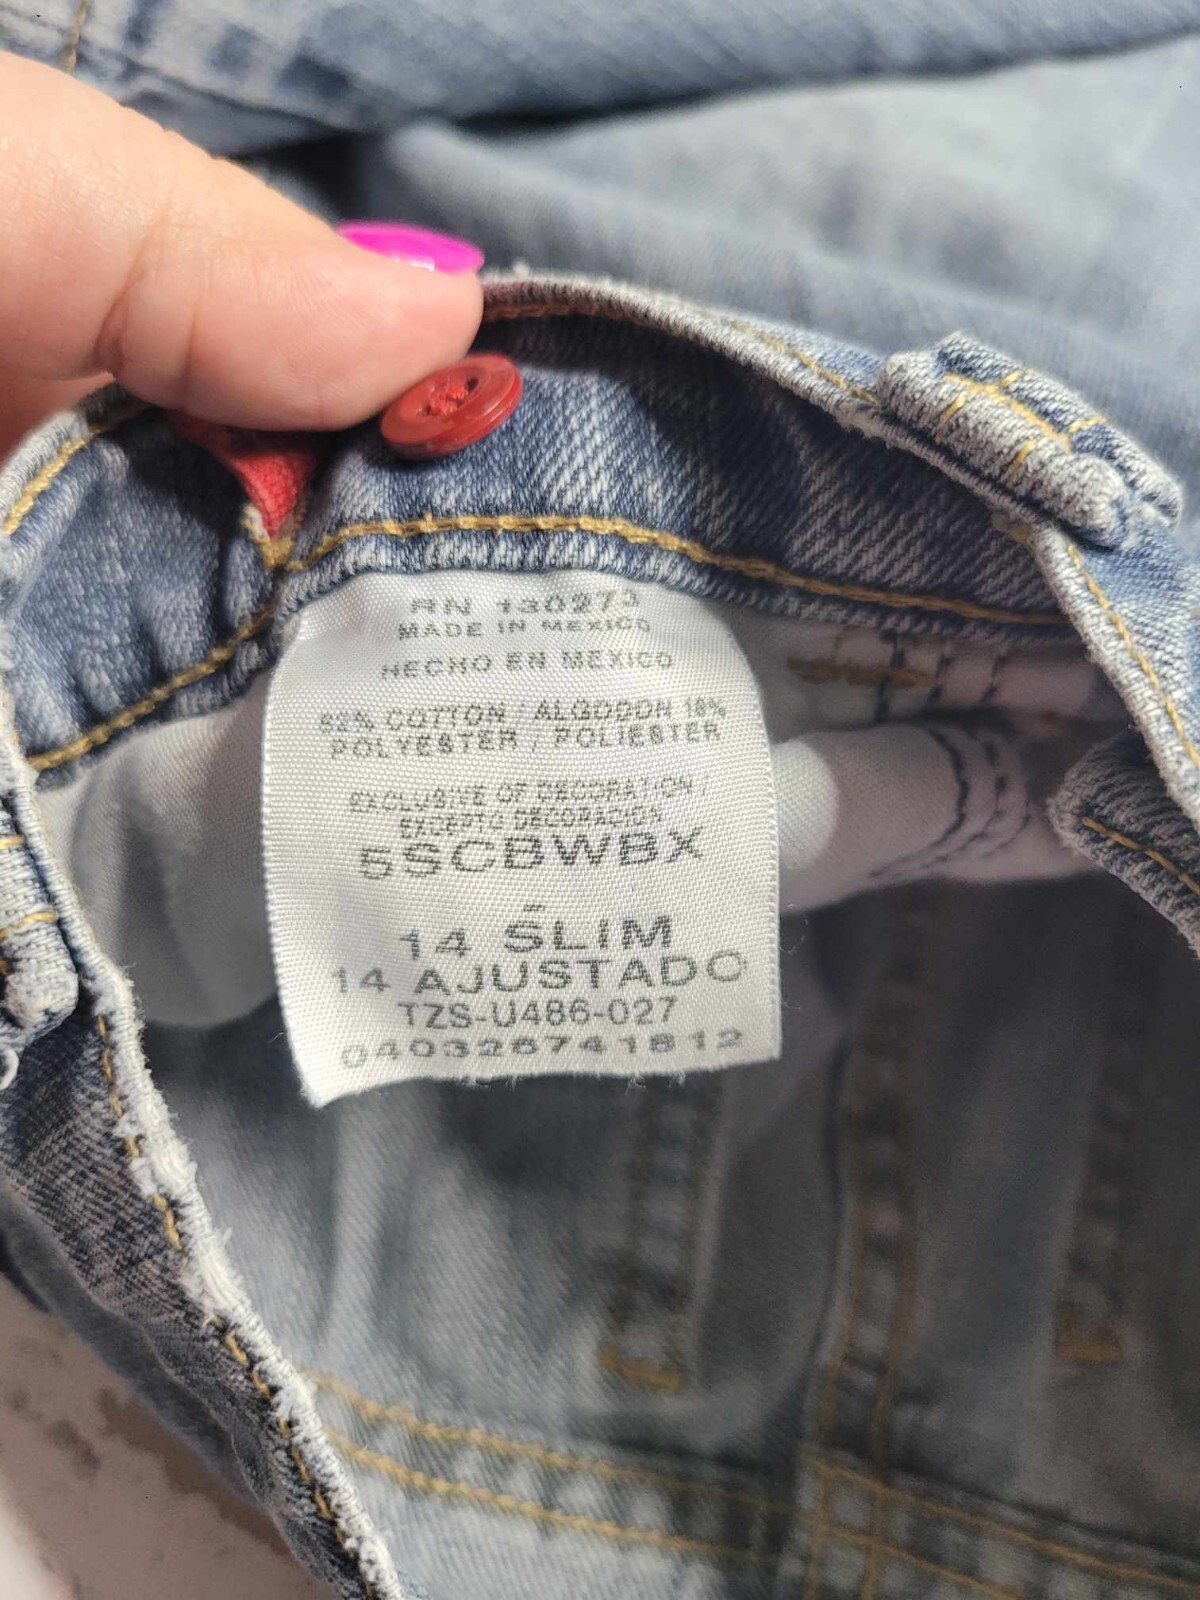 RN 130273
MADE IN MEXICO
HECHO EN MEXICO
82% COTTON / ALGODON 18%
POLYESTER / POLIESTER
EXCLUSIVE OF DECORATION /
EXCEPTO DECORACION
5SCBWBX
14 SLIM
14 AJUSTADO
TZS-U486-027
040326741812